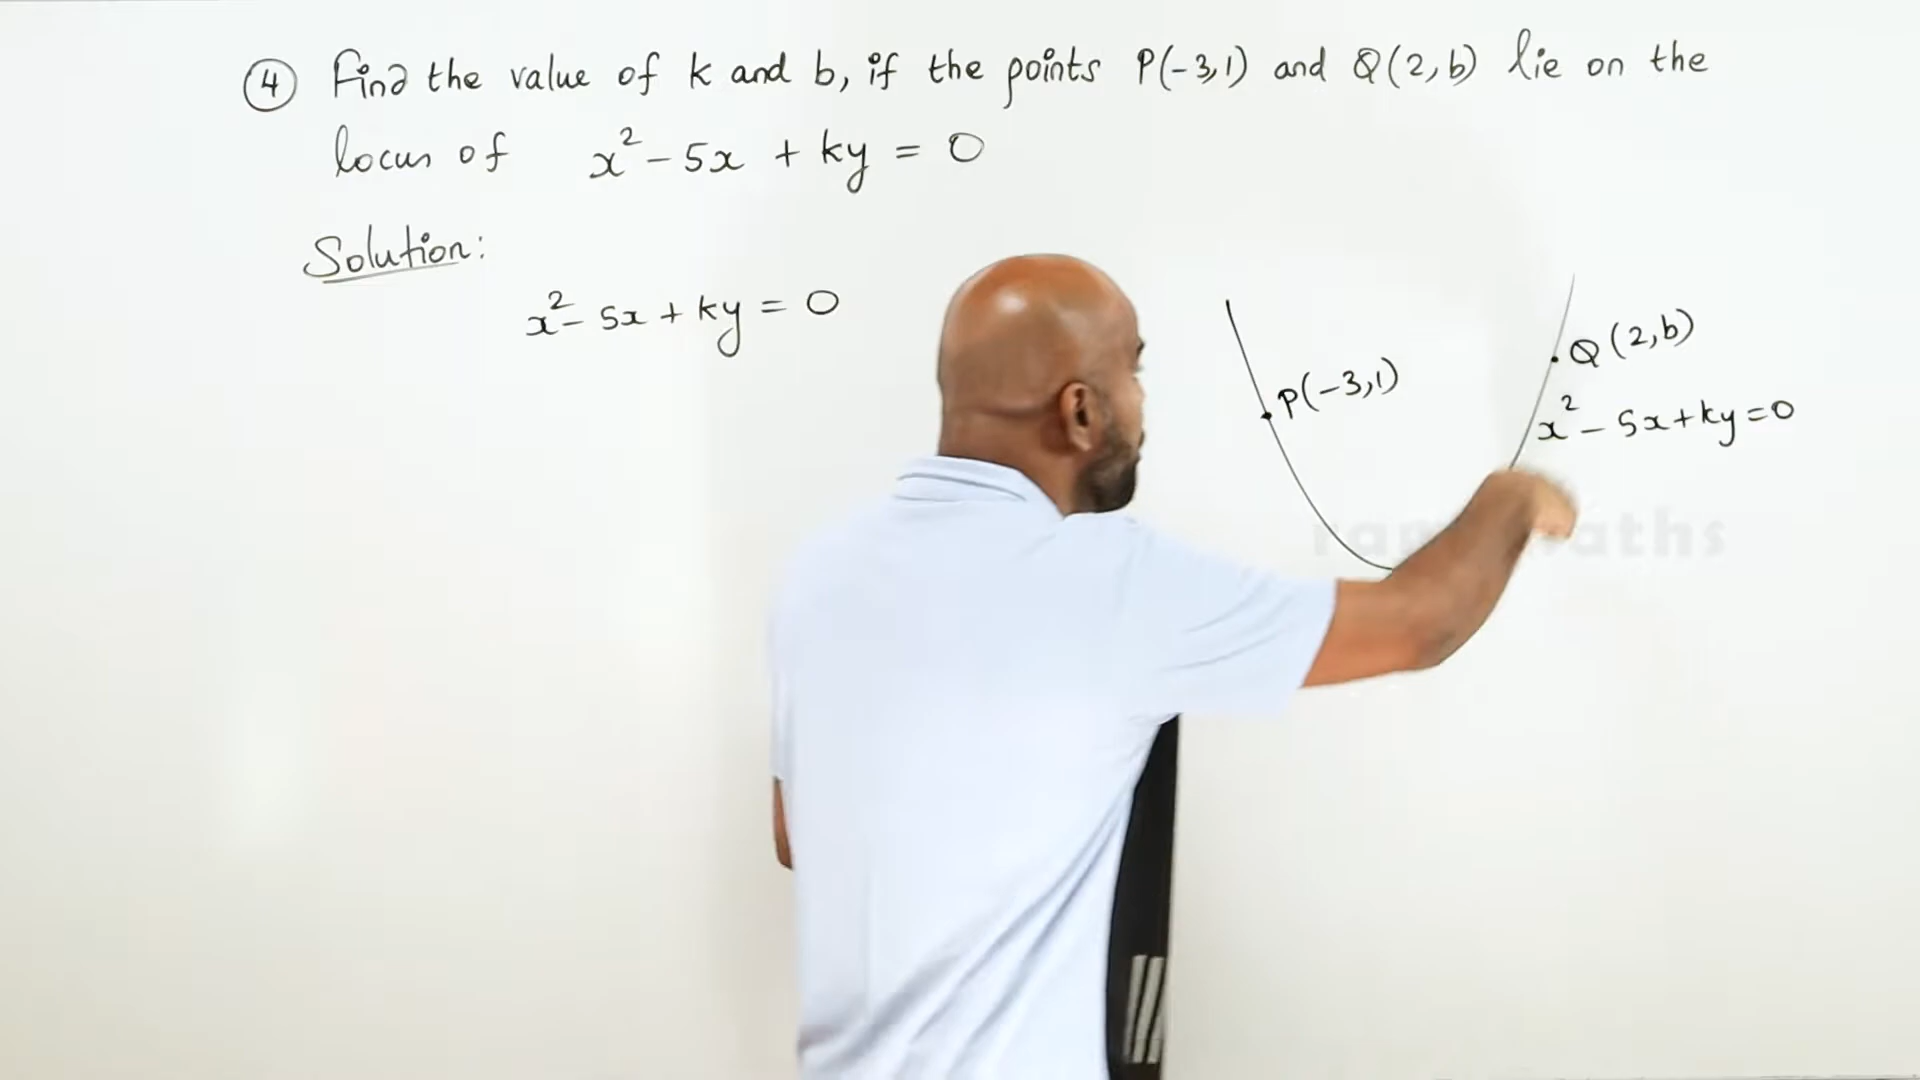 ④ Find the value of k and b, if the points P(-3,1) and Q(2,b) lie on the
locus of x² - 5x + ky = 0
Solution:
x² - 5x + ky = 0
P(-3,1)
Q(2,b)
x² - 5x + ky = 0